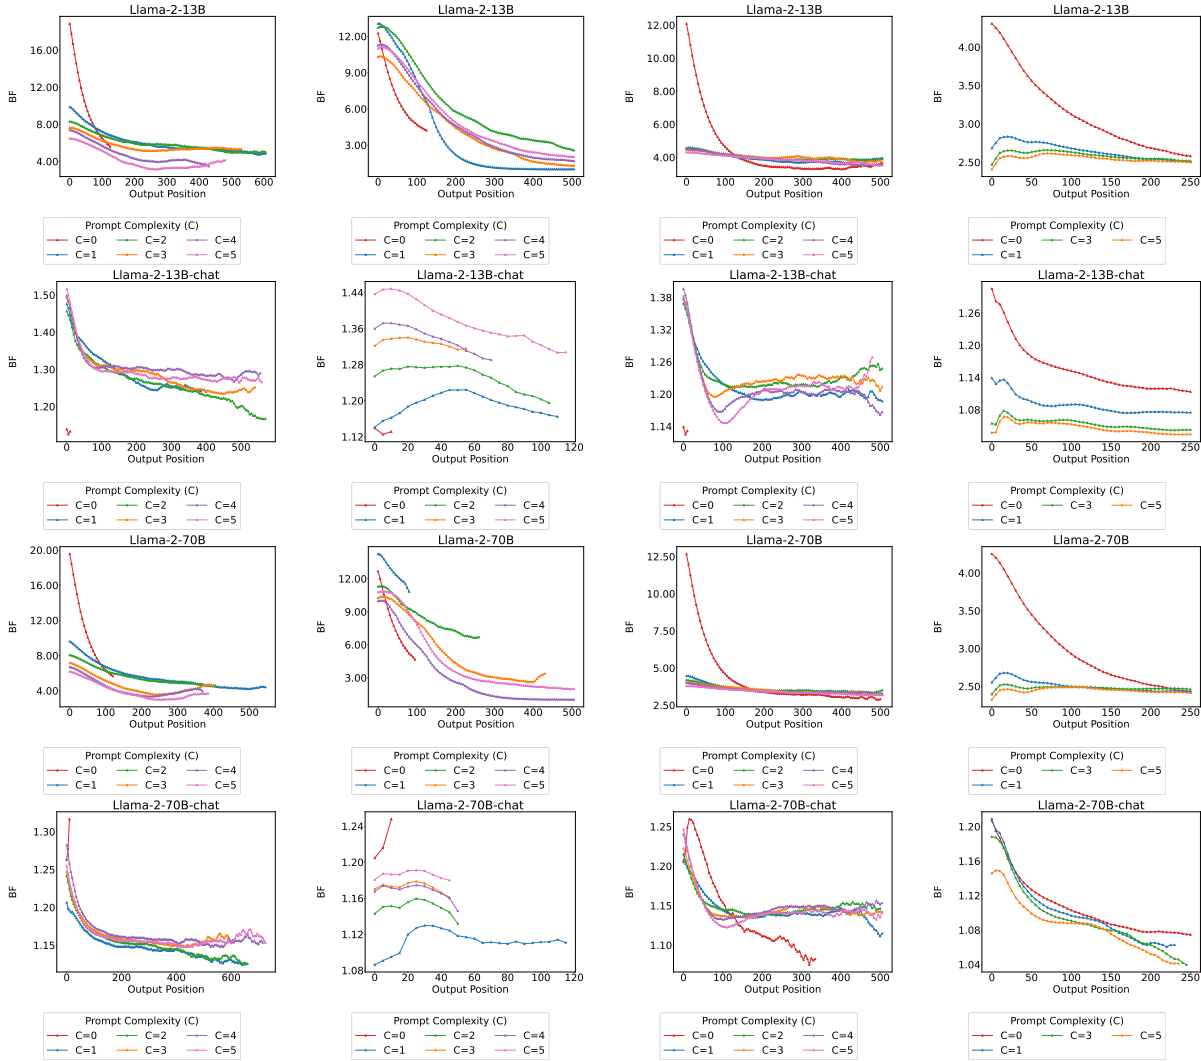 Llama-2-13B
BF
16.00
12.00
8.00
4.00
0 100 200 300 400 500 600
Output Position
Prompt Complexity (C)
C=0 C=2 C=4
C=1 C=3 C=5
Llama-2-13B
BF
12.00
9.00
6.00
3.00
0 100 200 300 400 500
Output Position
Prompt Complexity (C)
C=0 C=2 C=4
C=1 C=3 C=5
Llama-2-13B
BF
12.00
10.00
8.00
6.00
4.00
0 100 200 300 400 500
Output Position
Prompt Complexity (C)
C=0 C=2 C=4
C=1 C=3 C=5
Llama-2-13B
BF
4.00
3.50
3.00
2.50
0 50 100 150 200 250
Output Position
Prompt Complexity (C)
C=0 C=3 C=5
C=1
Llama-2-13B-chat
BF
1.50
1.40
1.30
1.20
0 100 200 300 400 500 600
Output Position
Prompt Complexity (C)
C=0 C=2 C=4
C=1 C=3 C=5
Llama-2-13B-chat
BF
1.44
1.36
1.28
1.20
1.12
0 20 40 60 80 100 120
Output Position
Prompt Complexity (C)
C=0 C=2 C=4
C=1 C=3 C=5
Llama-2-13B-chat
BF
1.38
1.32
1.26
1.20
1.14
0 100 200 300 400 500
Output Position
Prompt Complexity (C)
C=0 C=2 C=4
C=1 C=3 C=5
Llama-2-13B-chat
BF
1.26
1.20
1.14
1.08
0 50 100 150 200 250
Output Position
Prompt Complexity (C)
C=0 C=3 C=5
C=1
Llama-2-70B
BF
20.00
16.00
12.00
8.00
4.00
0 100 200 300 400 500
Output Position
Prompt Complexity (C)
C=0 C=2 C=4
C=1 C=3 C=5
Llama-2-70B
BF
12.00
9.00
6.00
3.00
0 100 200 300 400 500
Output Position
Prompt Complexity (C)
C=0 C=2 C=4
C=1 C=3 C=5
Llama-2-70B
BF
12.50
10.00
7.50
5.00
2.50
0 100 200 300 400 500
Output Position
Prompt Complexity (C)
C=0 C=2 C=4
C=1 C=3 C=5
Llama-2-70B
BF
4.00
3.50
3.00
2.50
0 50 100 150 200 250
Output Position
Prompt Complexity (C)
C=0 C=3 C=5
C=1
Llama-2-70B-chat
BF
1.30
1.25
1.20
1.15
0 200 400 600
Output Position
Prompt Complexity (C)
C=0 C=2 C=4
C=1 C=3 C=5
Llama-2-70B-chat
BF
1.24
1.20
1.16
1.12
1.08
0 20 40 60 80 100 120
Output Position
Prompt Complexity (C)
C=0 C=2 C=4
C=1 C=3 C=5
Llama-2-70B-chat
BF
1.25
1.20
1.15
1.10
0 100 200 300 400 500
Output Position
Prompt Complexity (C)
C=0 C=2 C=4
C=1 C=3 C=5
Llama-2-70B-chat
BF
1.20
1.16
1.12
1.08
1.04
0 50 100 150 200 250
Output Position
Prompt Complexity (C)
C=0 C=3 C=5
C=1